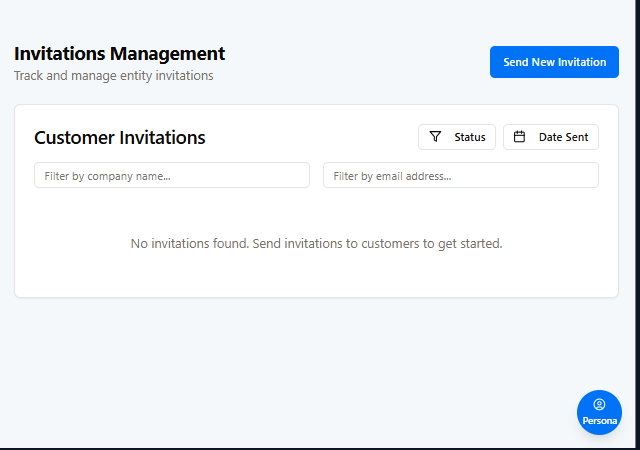 Invitations Management
Send New Invitation
Track and manage entity invitations
Customer Invitations
Status
Date Sent
Filter by company name...
Filter by email address...
No invitations found. Send invitations to customers to get started.
Persona